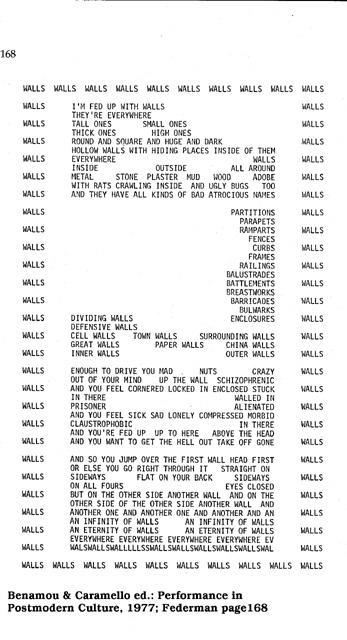 168
WALLS WALLS WALLS WALLS WALLS WALLS WALLS WALLS WALLS WALLS
WALLS I'M FED UP WITH WALLS WALLS
THEY'RE EVERYWHERE
WALLS TALL ONES SMALL ONES WALLS
THICK ONES HIGH ONES
WALLS ROUND AND SQUARE AND HUGE AND DARK WALLS
HOLLOW WALLS WITH HIDING PLACES INSIDE OF THEM
WALLS EVERYWHERE WALLS WALLS
INSIDE OUTSIDE ALL AROUND
WALLS METAL STONE PLASTER MUD WOOD ADOBE WALLS
WITH RATS CRAWLING INSIDE AND UGLY BUGS TOO
WALLS AND THEY HAVE ALL KINDS OF BAD ATROCIOUS NAMES WALLS
WALLS PARTITIONS WALLS
PARAPETS
WALLS RAMPARTS WALLS
FENCES
WALLS CURBS WALLS
FRAMES
WALLS RAILINGS WALLS
BALUSTRADES
WALLS BATTLEMENTS WALLS
BREASTWORKS
WALLS BARRICADES WALLS
BULWARKS
WALLS DIVIDING WALLS ENCLOSURES WALLS
DEFENSIVE WALLS
WALLS CELL WALLS TOWN WALLS SURROUNDING WALLS WALLS
GREAT WALLS PAPER WALLS CHINA WALLS
WALLS INNER WALLS OUTER WALLS WALLS
WALLS ENOUGH TO DRIVE YOU MAD NUTS CRAZY WALLS
OUT OF YOUR MIND UP THE WALL SCHIZOPHRENIC
WALLS AND YOU FEEL CORNERED LOCKED IN ENCLOSED STUCK WALLS
IN THERE WALLED IN
WALLS PRISONER ALIENATED WALLS
AND YOU FEEL SICK SAD LONELY COMPRESSED MORBID
WALLS CLAUSTROPHOBIC IN THERE WALLS
AND YOU'RE FED UP UP TO HERE ABOVE THE HEAD
WALLS AND YOU WANT TO GET THE HELL OUT TAKE OFF GONE WALLS
WALLS AND SO YOU JUMP OVER THE FIRST WALL HEAD FIRST WALLS
OR ELSE YOU GO RIGHT THROUGH IT STRAIGHT ON
WALLS SIDEWAYS FLAT ON YOUR BACK SIDEWAYS WALLS
ON ALL FOURS EYES CLOSED
WALLS BUT ON THE OTHER SIDE ANOTHER WALL AND ON THE WALLS
OTHER SIDE OF THE OTHER SIDE ANOTHER WALL AND
WALLS ANOTHER ONE AND ANOTHER ONE AND ANOTHER AND AN WALLS
AN INFINITY OF WALLS AN INFINITY OF WALLS
WALLS AN ETERNITY OF WALLS AN ETERNITY OF WALLS WALLS
EVERYWHERE EVERYWHERE EVERYWHERE EVERYWHERE EV
WALLS WALSWALLSWALLLLLSSWALLSWALLSWALLSWALLSWAL WALLS
WALLS WALLS WALLS WALLS WALLS WALLS WALLS WALLS WALLS WALLS
Benamou & Caramello ed.: Performance in
Postmodern Culture, 1977; Federman page168